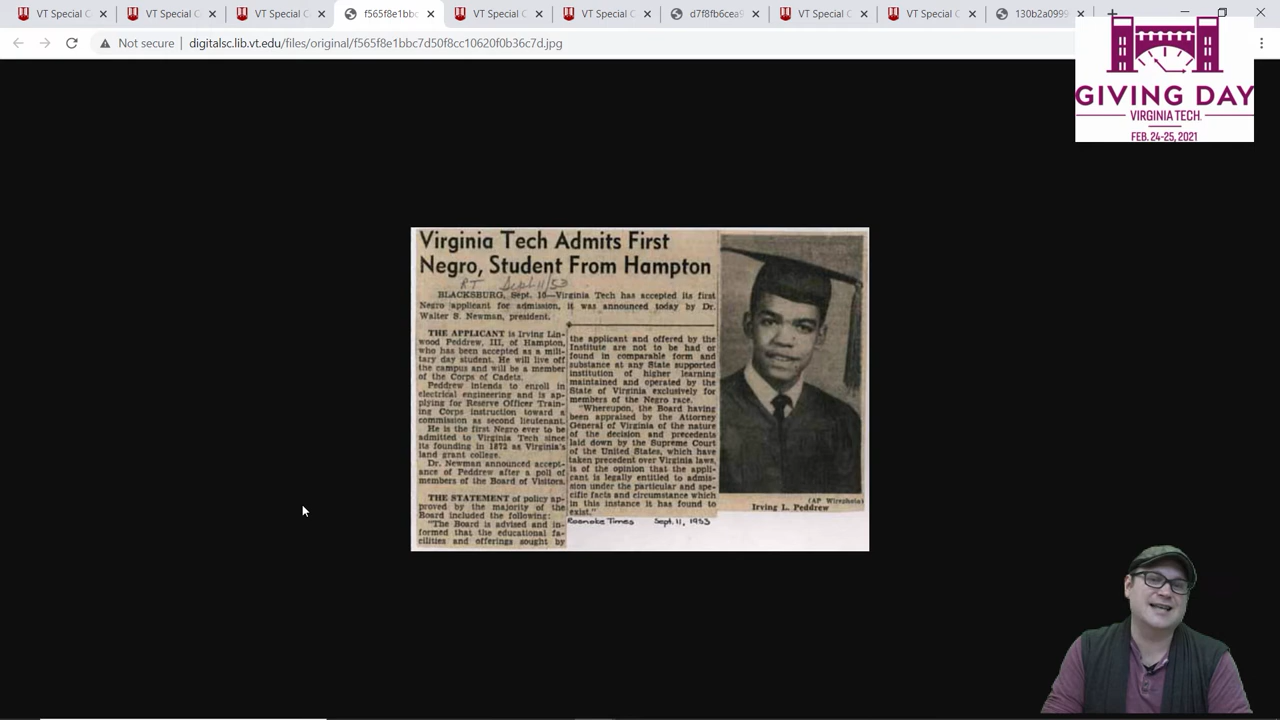 VT Special C
VT Special C
VT Special C
f565f8e1bbc
VT Special C
VT Special C
d7f8fb6cea9
VT Special C
VT Special C
130b2a0999
Not secure
digitalsc.lib.vt.edu/files/original/f565f8e1bbc7d50f8cc10620f0b36c7d.jpg
GIVING DAY
VIRGINIA TECH.
FEB. 24-25, 2021
Virginia Tech Admits First
Negro, Student From Hampton
RT Sept 11/53
BLACKSBURG, Sept. 10—Virginia Tech has accepted its first
Negro applicant for admission, it was announced today by Dr.
Walter S. Newman, president.
THE APPLICANT is Irving Lin-
wood Peddrew, III, of Hampton,
who has been accepted as a mili-
tary day student. He will live off
the campus and will be a member
of the Corps of Cadets.
Peddrew intends to enroll in
electrical engineering and is ap-
plying for Reserve Officer Train-
ing Corps instruction toward a
commission as second lieutenant.
He is the first Negro ever to be
admitted to Virginia Tech since
its founding in 1872 as Virginia's
land grant college.
Dr. Newman announced accept-
ance of Peddrew after a poll of
members of the Board of Visitors.
THE STATEMENT of policy ap-
proved by the majority of the
Board included the following:
"The Board is advised and in-
formed that the educational fa-
cilities and offerings sought by
the applicant and offered by the
Institute are not to be had or
found in comparable form and
substance at any State supported
institution of higher learning
maintained and operated by the
State of Virginia exclusively for
members of the Negro race.
"Whereupon, the Board having
been appraised by the Attorney
General of Virginia of the nature
of the decision and precedents
laid down by the Supreme Court
of the United States, which have
taken precedent over Virginia laws,
is of the opinion that the appli-
cant is legally entitled to admis-
sion under the particular and spe-
cific facts and circumstance which
in this instance it has found to
exist."
Roanoke Times Sept. 11, 1953
(AP Wirephoto)
Irving L. Peddrew